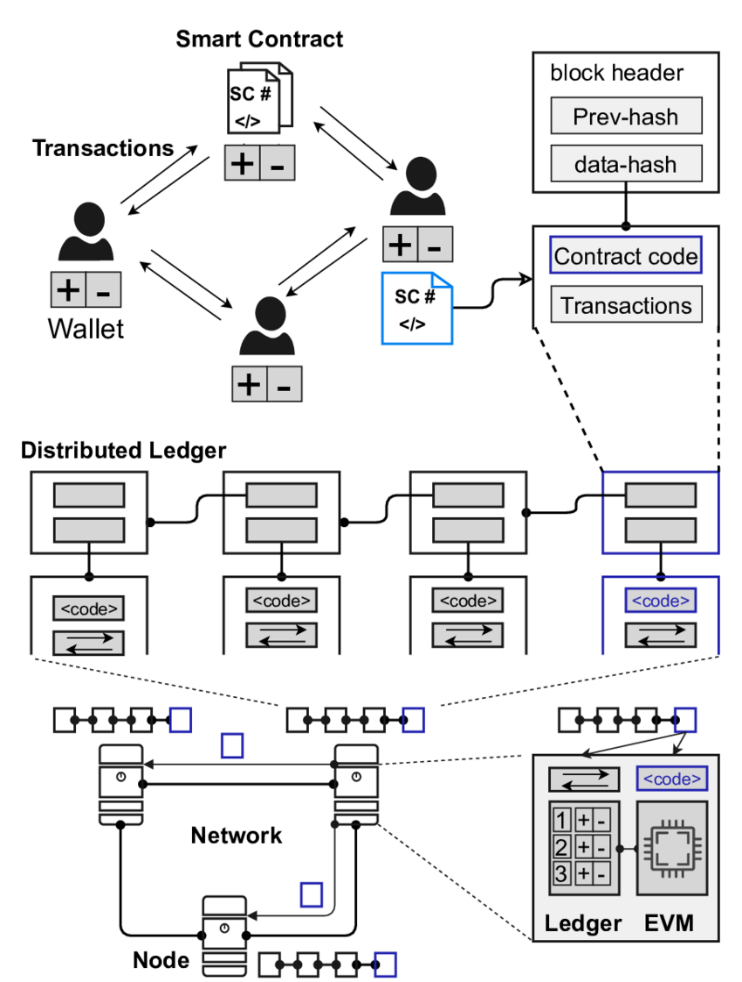 Smart Contract
SC #
</>
+ -
Transactions
+ -
Wallet
+ -
+ -
SC #
</>
block header
Prev-hash
data-hash
Contract code
Transactions
Distributed Ledger
<code>
<code>
<code>
<code>
Network
Node
<code>
1 + -
2 + -
3 + -
Ledger EVM